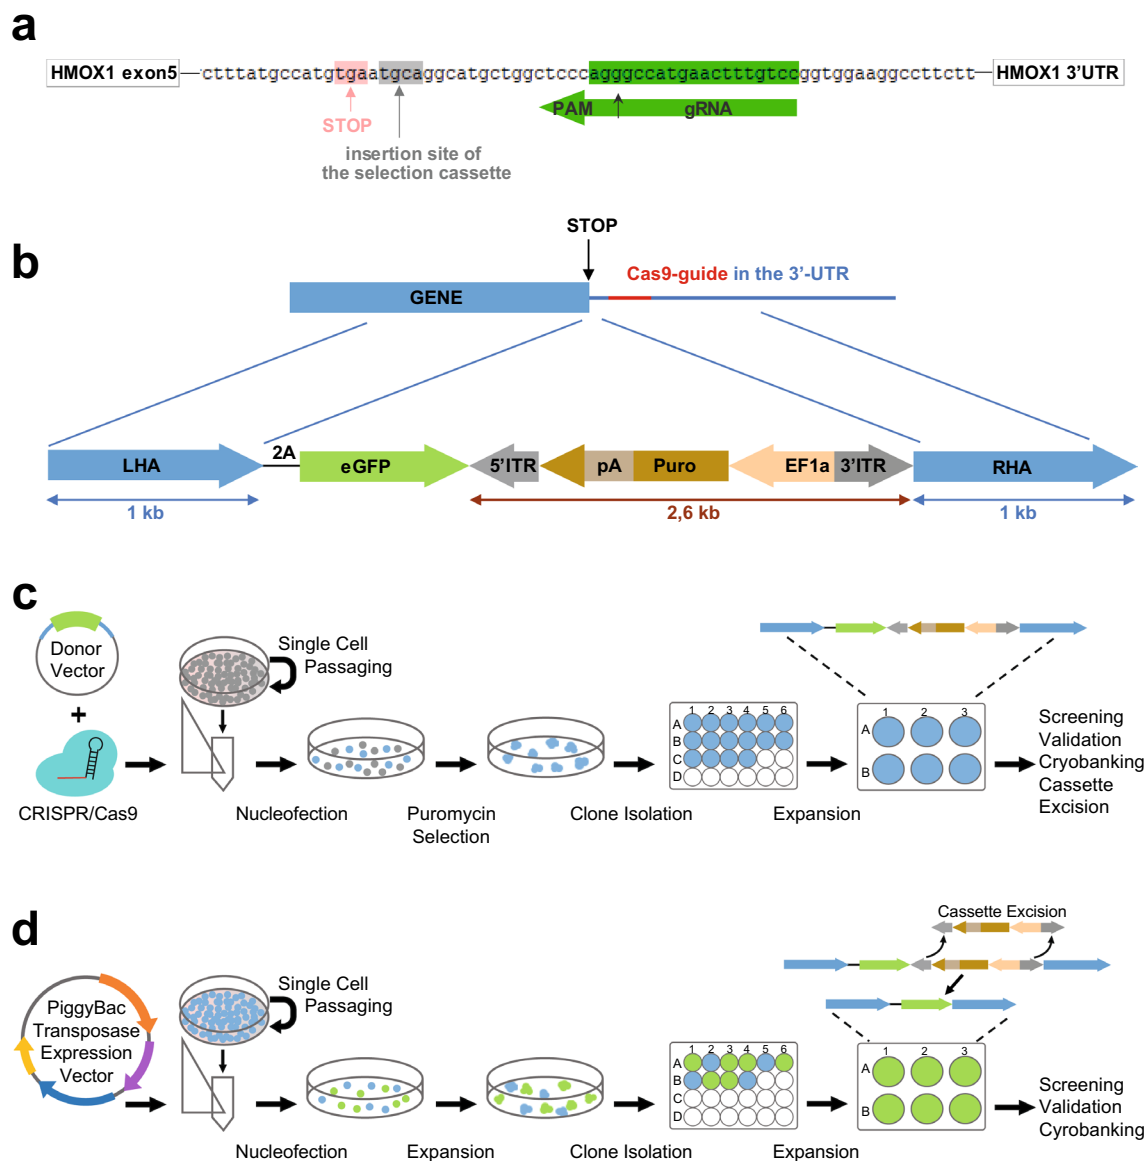 a
HMOX1 exon5 ctttatgccatgtgaatgcaggcatgctggctcccagggccatgaactttgtccggtggaaggccttctt HMOX1 3'UTR
PAM gRNA
STOP
insertion site of
the selection cassette
b
STOP
Cas9-guide in the 3'-UTR
GENE
LHA 2A eGFP 5'ITR pA Puro EF1a 3'ITR RHA
1 kb 2,6 kb 1 kb
c
Donor
Vector
+
CRISPR/Cas9
Single Cell
Passaging
Nucleofection
Puromycin
Selection
Clone Isolation
1 2 3 4 5 6
A
B
C
D
Expansion
1 2 3
A
B
Screening
Validation
Cryobanking
Cassette
Excision
d
PiggyBac
Transposase
Expression
Vector
Single Cell
Passaging
Nucleofection
Expansion
Clone Isolation
1 2 3 4 5 6
A
B
C
D
Expansion
Cassette Excision
1 2 3
A
B
Screening
Validation
Cyrobanking